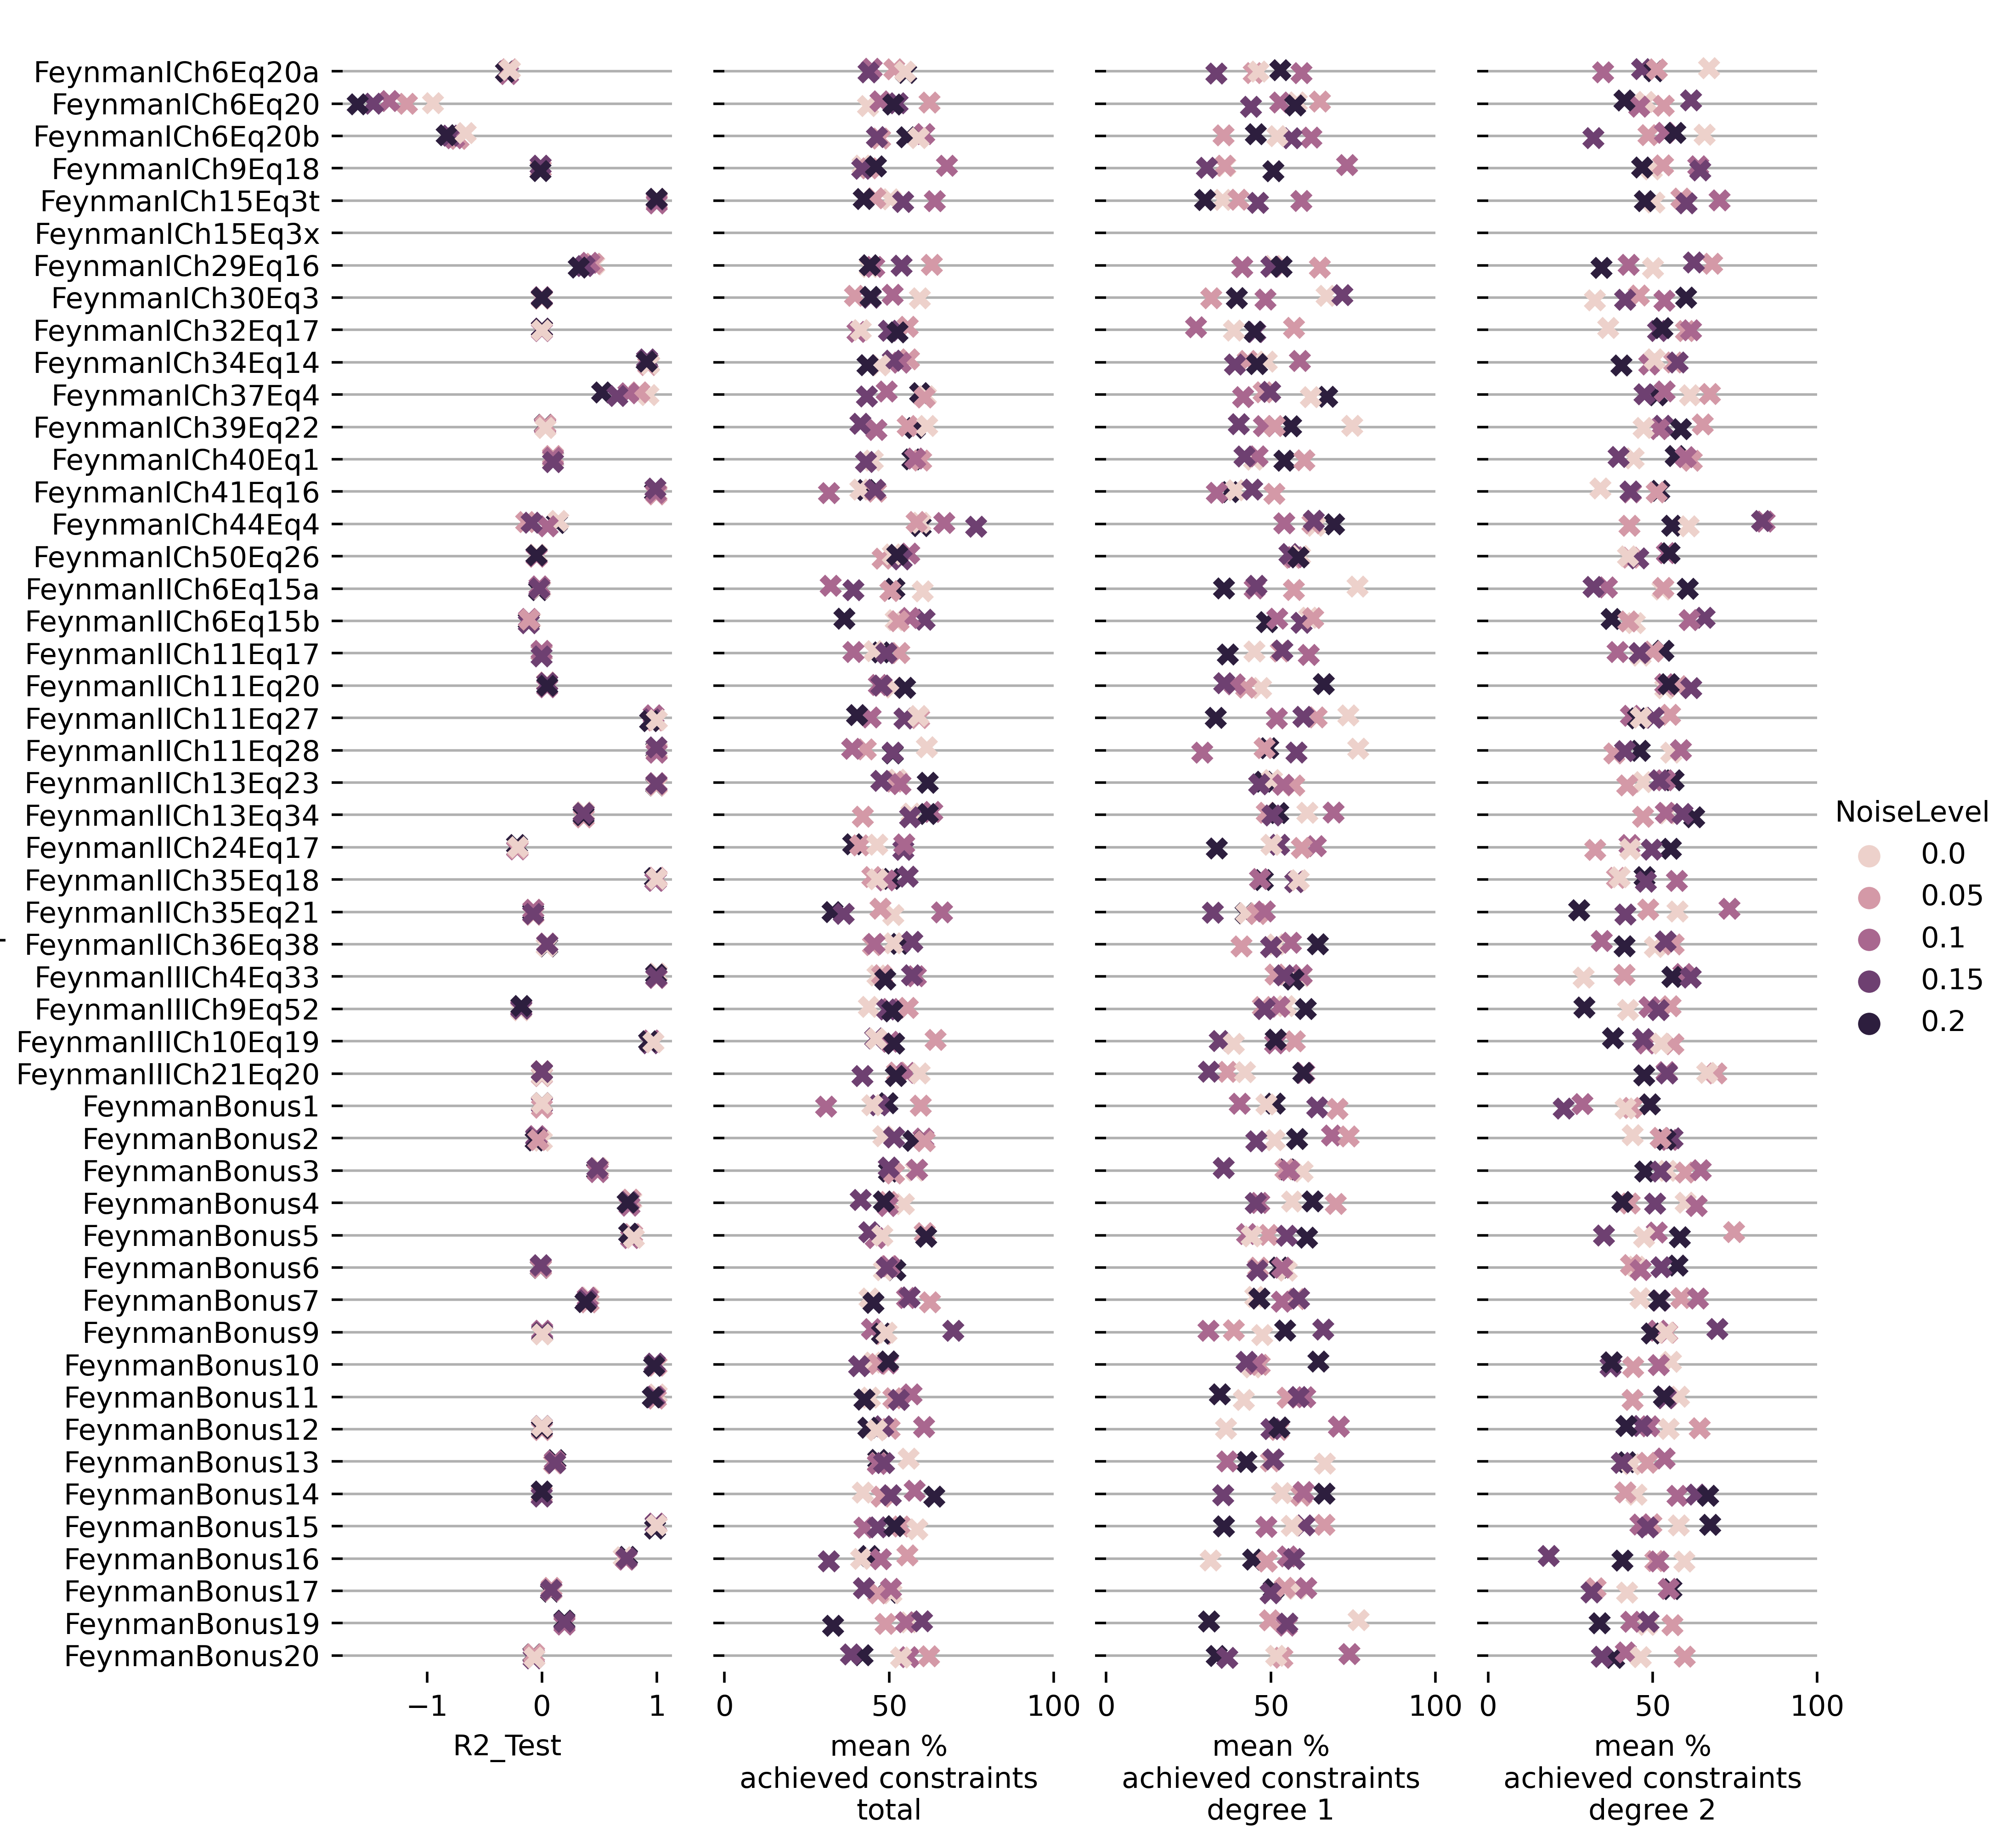 FeynmanICh6Eq20a
FeynmanICh6Eq20
FeynmanICh6Eq20b
FeynmanICh9Eq18
FeynmanICh15Eq3t
FeynmanICh15Eq3x
FeynmanICh29Eq16
FeynmanICh30Eq3
FeynmanICh32Eq17
FeynmanICh34Eq14
FeynmanICh37Eq4
FeynmanICh39Eq22
FeynmanICh40Eq1
FeynmanICh41Eq16
FeynmanICh44Eq4
FeynmanICh50Eq26
FeynmanIICh6Eq15a
FeynmanIICh6Eq15b
FeynmanIICh11Eq17
FeynmanIICh11Eq20
FeynmanIICh11Eq27
FeynmanIICh11Eq28
FeynmanIICh13Eq23
FeynmanIICh13Eq34
FeynmanIICh24Eq17
FeynmanIICh35Eq18
FeynmanIICh35Eq21
FeynmanIICh36Eq38
FeynmanIIICh4Eq33
FeynmanIIICh9Eq52
FeynmanIIICh10Eq19
FeynmanIIICh21Eq20
FeynmanBonus1
FeynmanBonus2
FeynmanBonus3
FeynmanBonus4
FeynmanBonus5
FeynmanBonus6
FeynmanBonus7
FeynmanBonus9
FeynmanBonus10
FeynmanBonus11
FeynmanBonus12
FeynmanBonus13
FeynmanBonus14
FeynmanBonus15
FeynmanBonus16
FeynmanBonus17
FeynmanBonus19
FeynmanBonus20
−1 0 1
R2_Test
0 50 100
mean %
achieved constraints
total
0 50 100
mean %
achieved constraints
degree 1
0 50 100
mean %
achieved constraints
degree 2
NoiseLevel
0.0
0.05
0.1
0.15
0.2